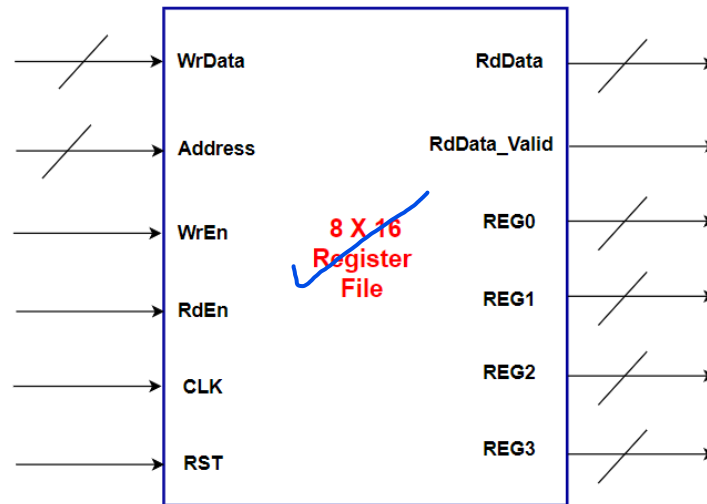 WrData
RdData
Address
RdData_Valid
WrEn
8 X 16
Register
File
REG0
RdEn
REG1
CLK
REG2
RST
REG3